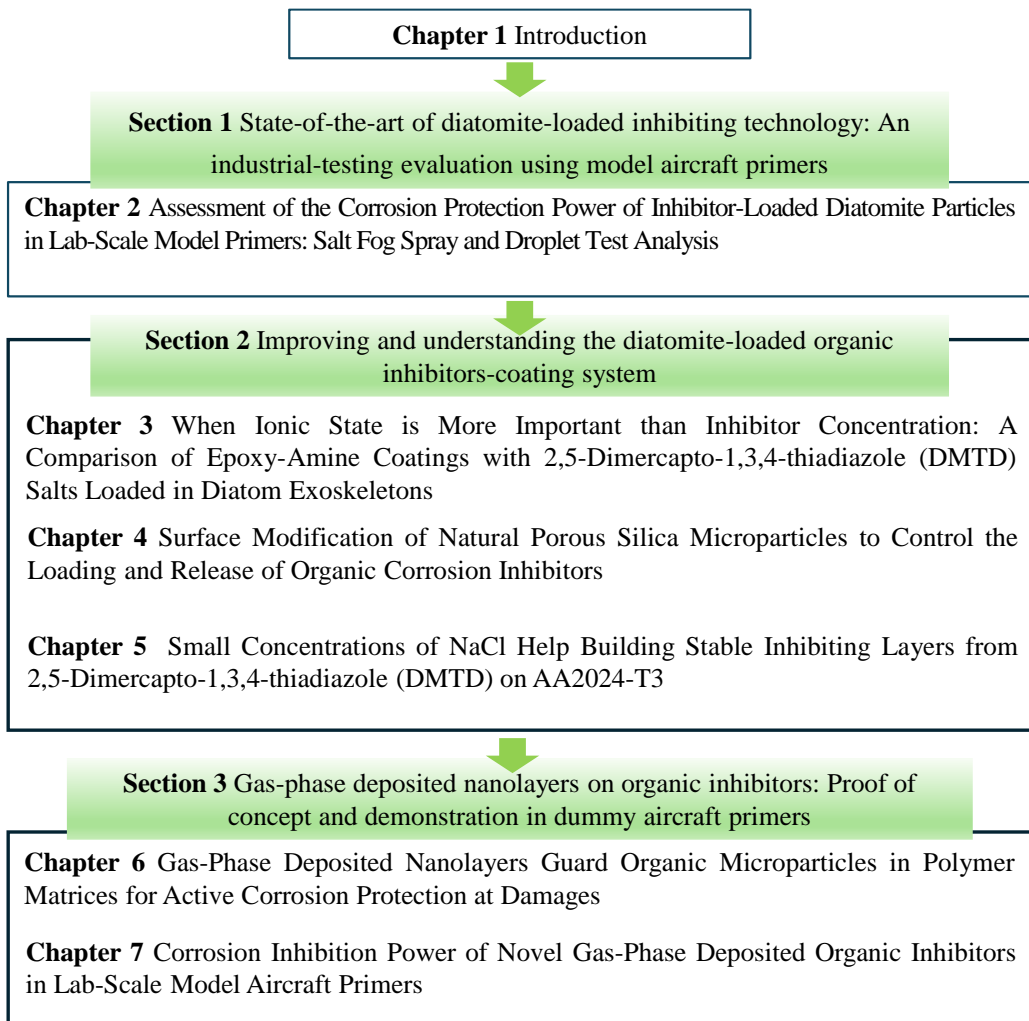 Chapter 1 Introduction
Section 1 State-of-the-art of diatomite-loaded inhibiting technology: An
industrial-testing evaluation using model aircraft primers
Chapter 2 Assessment of the Corrosion Protection Power of Inhibitor-Loaded Diatomite Particles
in Lab-Scale Model Primers: Salt Fog Spray and Droplet Test Analysis
Section 2 Improving and understanding the diatomite-loaded organic
inhibitors-coating system
Chapter 3 When Ionic State is More Important than Inhibitor Concentration: A
Comparison of Epoxy-Amine Coatings with 2,5-Dimercapto-1,3,4-thiadiazole (DMTD)
Salts Loaded in Diatom Exoskeletons
Chapter 4 Surface Modification of Natural Porous Silica Microparticles to Control the
Loading and Release of Organic Corrosion Inhibitors
Chapter 5 Small Concentrations of NaCl Help Building Stable Inhibiting Layers from
2,5-Dimercapto-1,3,4-thiadiazole (DMTD) on AA2024-T3
Section 3 Gas-phase deposited nanolayers on organic inhibitors: Proof of
concept and demonstration in dummy aircraft primers
Chapter 6 Gas-Phase Deposited Nanolayers Guard Organic Microparticles in Polymer
Matrices for Active Corrosion Protection at Damages
Chapter 7 Corrosion Inhibition Power of Novel Gas-Phase Deposited Organic Inhibitors
in Lab-Scale Model Aircraft Primers